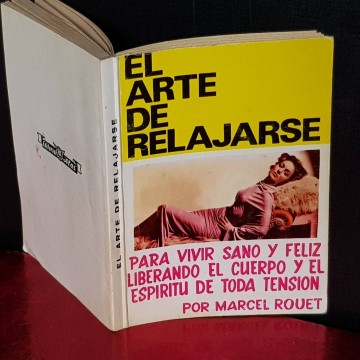 EL
ARTE
DE
RELAJARSE
PARA VIVIR SANO Y FELIZ
LIBERANDO EL CUERPO Y EL
ESPIRITU DE TODA TENSION
POR MARCEL ROUET
EL ARTE DE RELAJARSE